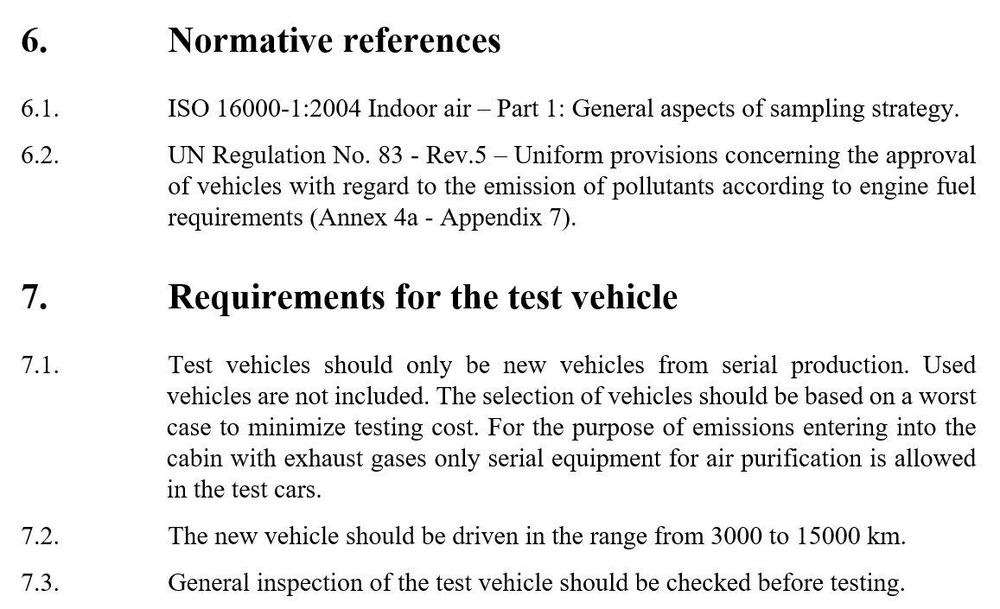 6. Normative references
6.1. ISO 16000-1:2004 Indoor air – Part 1: General aspects of sampling strategy.
6.2. UN Regulation No. 83 - Rev.5 – Uniform provisions concerning the approval
of vehicles with regard to the emission of pollutants according to engine fuel
requirements (Annex 4a - Appendix 7).
7. Requirements for the test vehicle
7.1. Test vehicles should only be new vehicles from serial production. Used
vehicles are not included. The selection of vehicles should be based on a worst
case to minimize testing cost. For the purpose of emissions entering into the
cabin with exhaust gases only serial equipment for air purification is allowed
in the test cars.
7.2. The new vehicle should be driven in the range from 3000 to 15000 km.
7.3. General inspection of the test vehicle should be checked before testing.